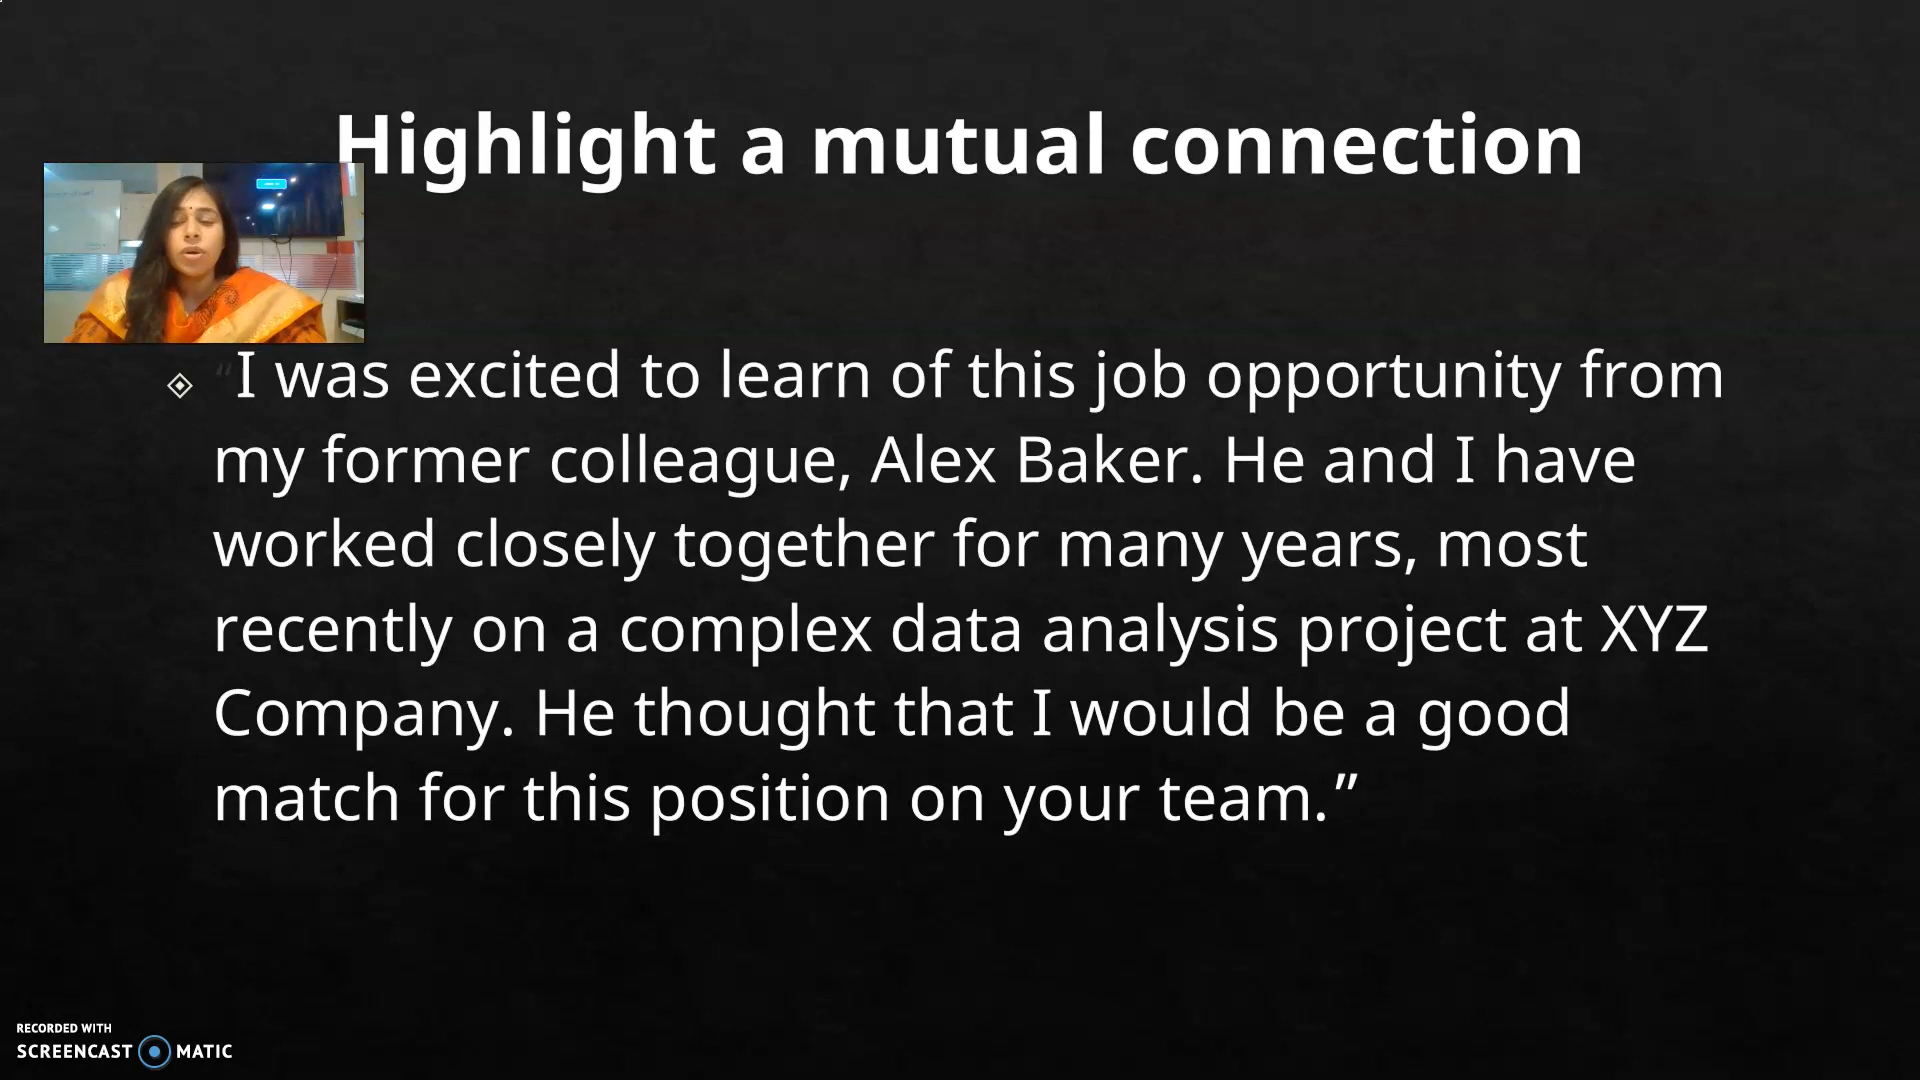 Highlight a mutual connection
“I was excited to learn of this job opportunity from
my former colleague, Alex Baker. He and I have
worked closely together for many years, most
recently on a complex data analysis project at XYZ
Company. He thought that I would be a good
match for this position on your team.”
RECORDED WITH
SCREENCAST MATIC